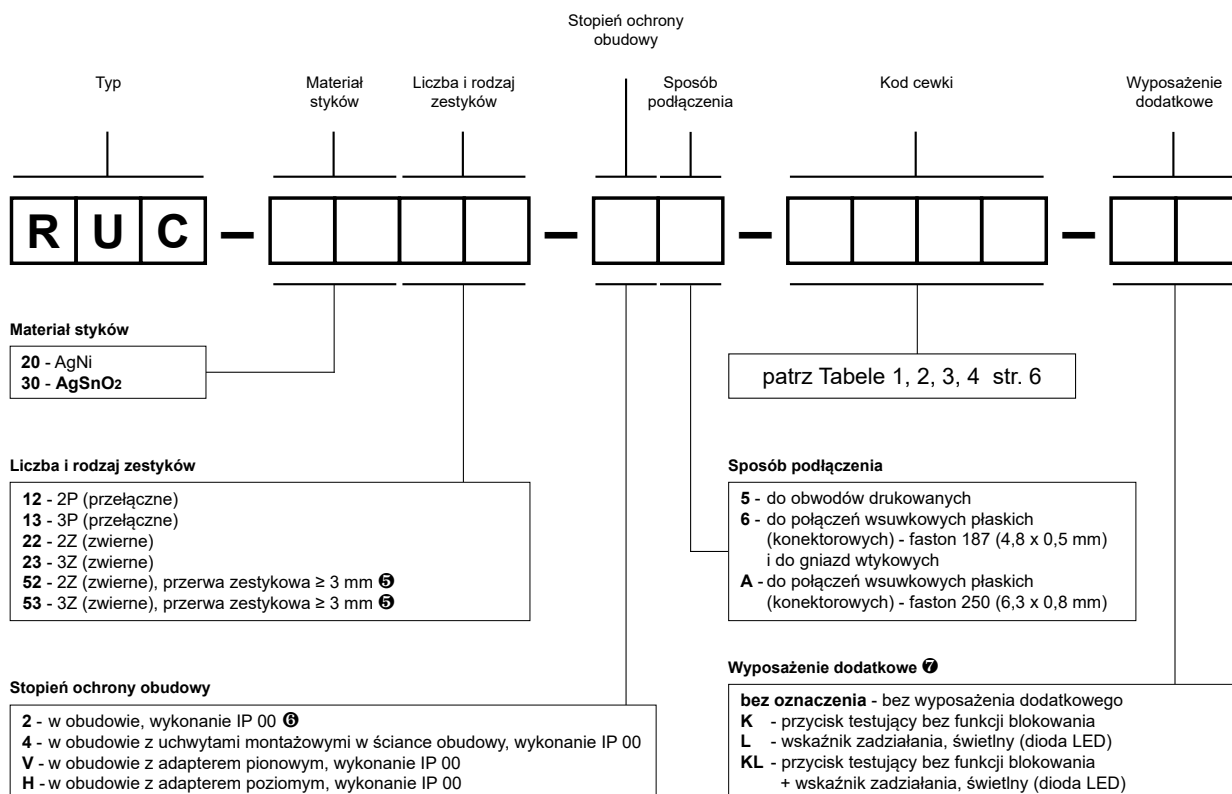 Stopień ochrony
obudowy
Typ
Materiał
styków
Liczba i rodzaj
zestyków
Sposób
podłączenia
Kod cewki
Wyposażenie
dodatkowe
R U C – – – –
Materiał styków
20 - AgNi
30 - AgSnO2
patrz Tabele 1, 2, 3, 4 str. 6
Liczba i rodzaj zestyków
12 - 2P (przełączne)
13 - 3P (przełączne)
22 - 2Z (zwierne)
23 - 3Z (zwierne)
52 - 2Z (zwierne), przerwa zestykowa ≥ 3 mm ❺
53 - 3Z (zwierne), przerwa zestykowa ≥ 3 mm ❺
Sposób podłączenia
5 - do obwodów drukowanych
6 - do połączeń wsuwkowych płaskich
(konektorowych) - faston 187 (4,8 x 0,5 mm)
i do gniazd wtykowych
A - do połączeń wsuwkowych płaskich
(konektorowych) - faston 250 (6,3 x 0,8 mm)
Stopień ochrony obudowy
2 - w obudowie, wykonanie IP 00 ❻
4 - w obudowie z uchwytami montażowymi w ściance obudowy, wykonanie IP 00
V - w obudowie z adapterem pionowym, wykonanie IP 00
H - w obudowie z adapterem poziomym, wykonanie IP 00
Wyposażenie dodatkowe ❼
bez oznaczenia - bez wyposażenia dodatkowego
K - przycisk testujący bez funkcji blokowania
L - wskaźnik zadziałania, świetlny (dioda LED)
KL - przycisk testujący bez funkcji blokowania
+ wskaźnik zadziałania, świetlny (dioda LED)